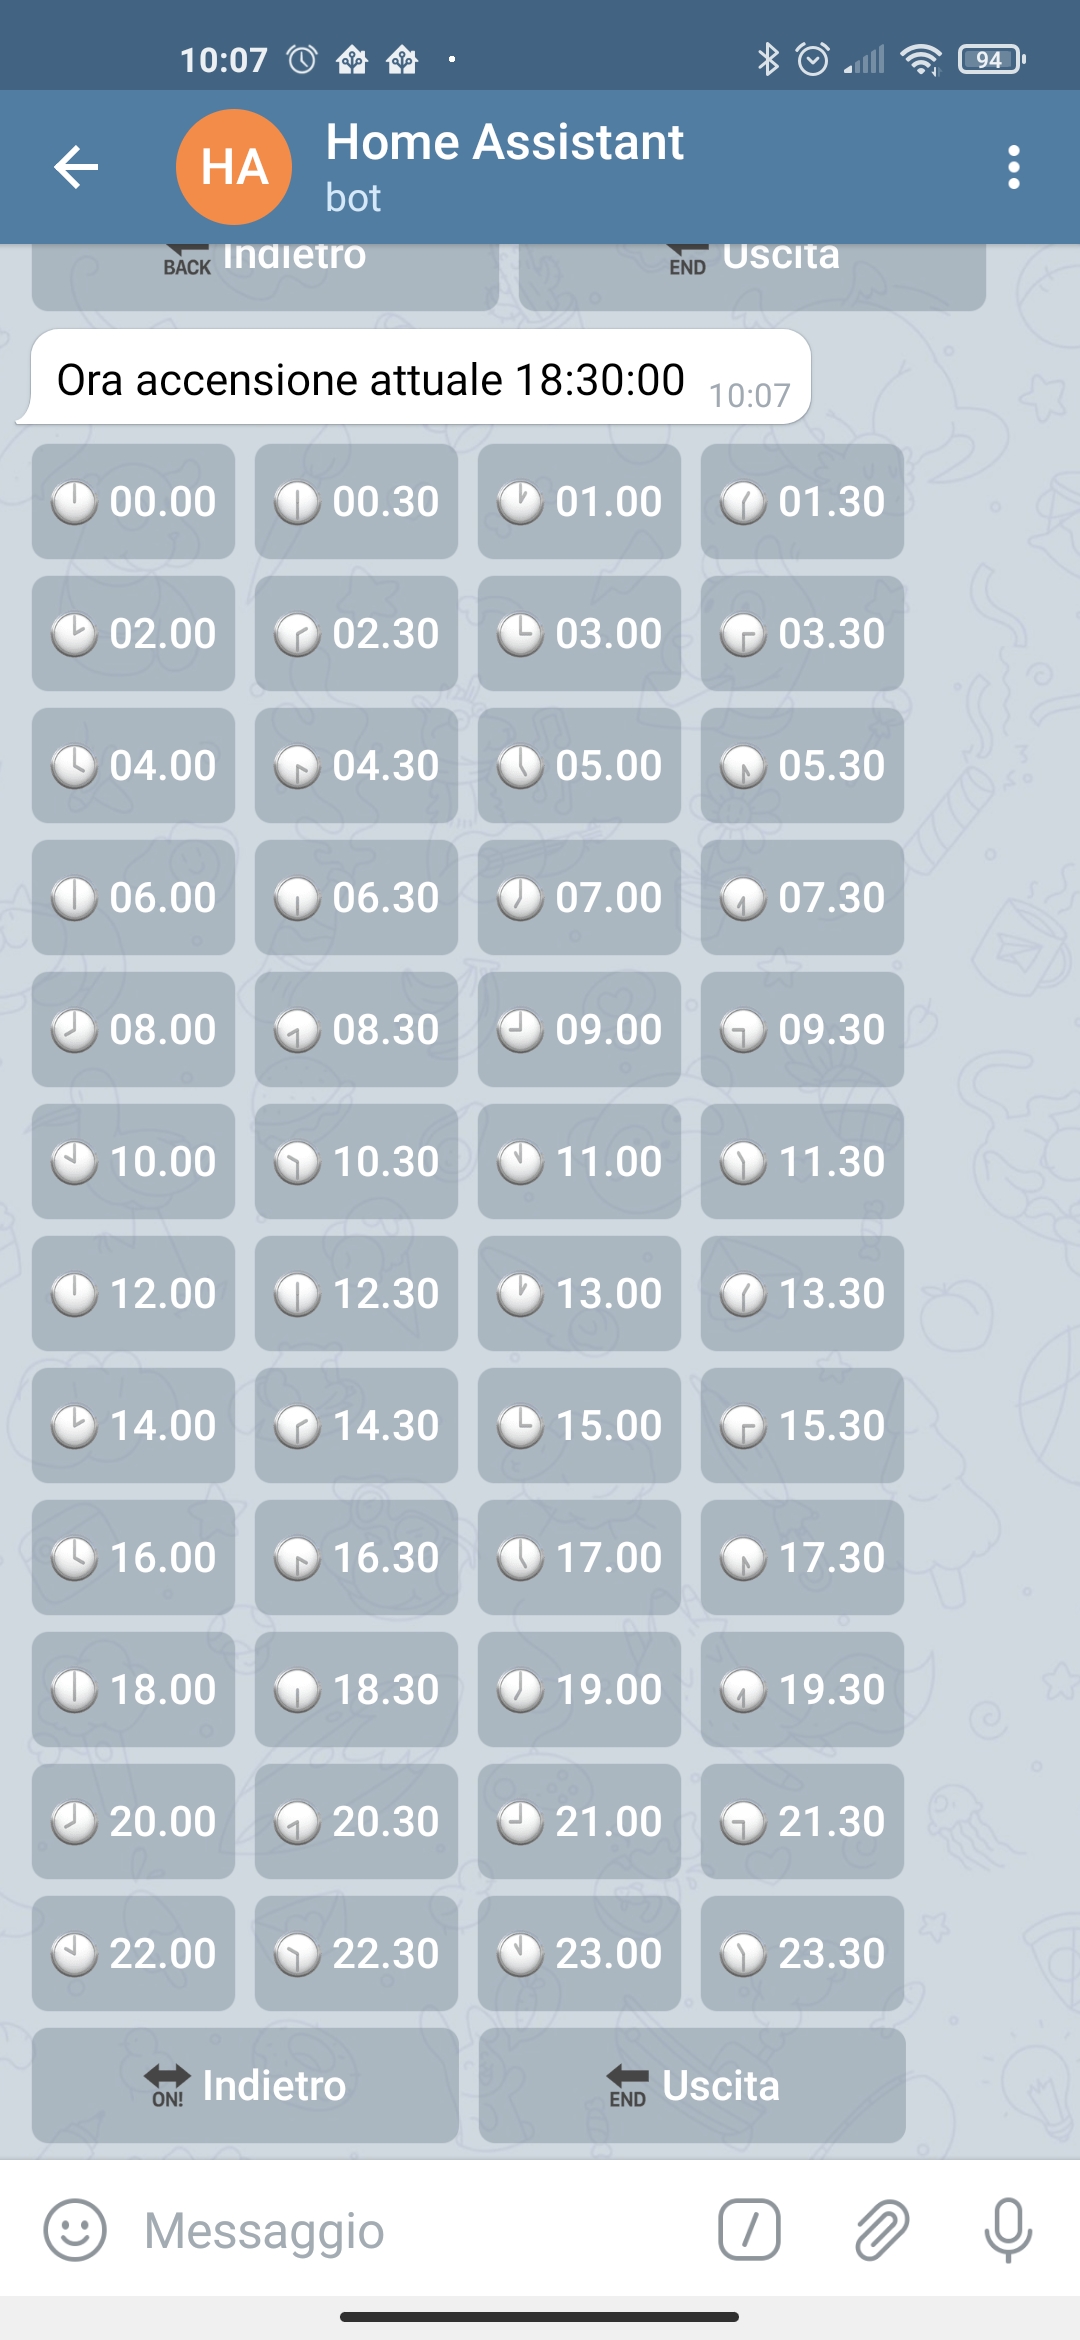 10:07 94
HA Home Assistant
bot
BACK Indietro END Uscita
Ora accensione attuale 18:30:00 10:07
00.00 00.30 01.00 01.30
02.00 02.30 03.00 03.30
04.00 04.30 05.00 05.30
06.00 06.30 07.00 07.30
08.00 08.30 09.00 09.30
10.00 10.30 11.00 11.30
12.00 12.30 13.00 13.30
14.00 14.30 15.00 15.30
16.00 16.30 17.00 17.30
18.00 18.30 19.00 19.30
20.00 20.30 21.00 21.30
22.00 22.30 23.00 23.30
ON! Indietro END Uscita
Messaggio /